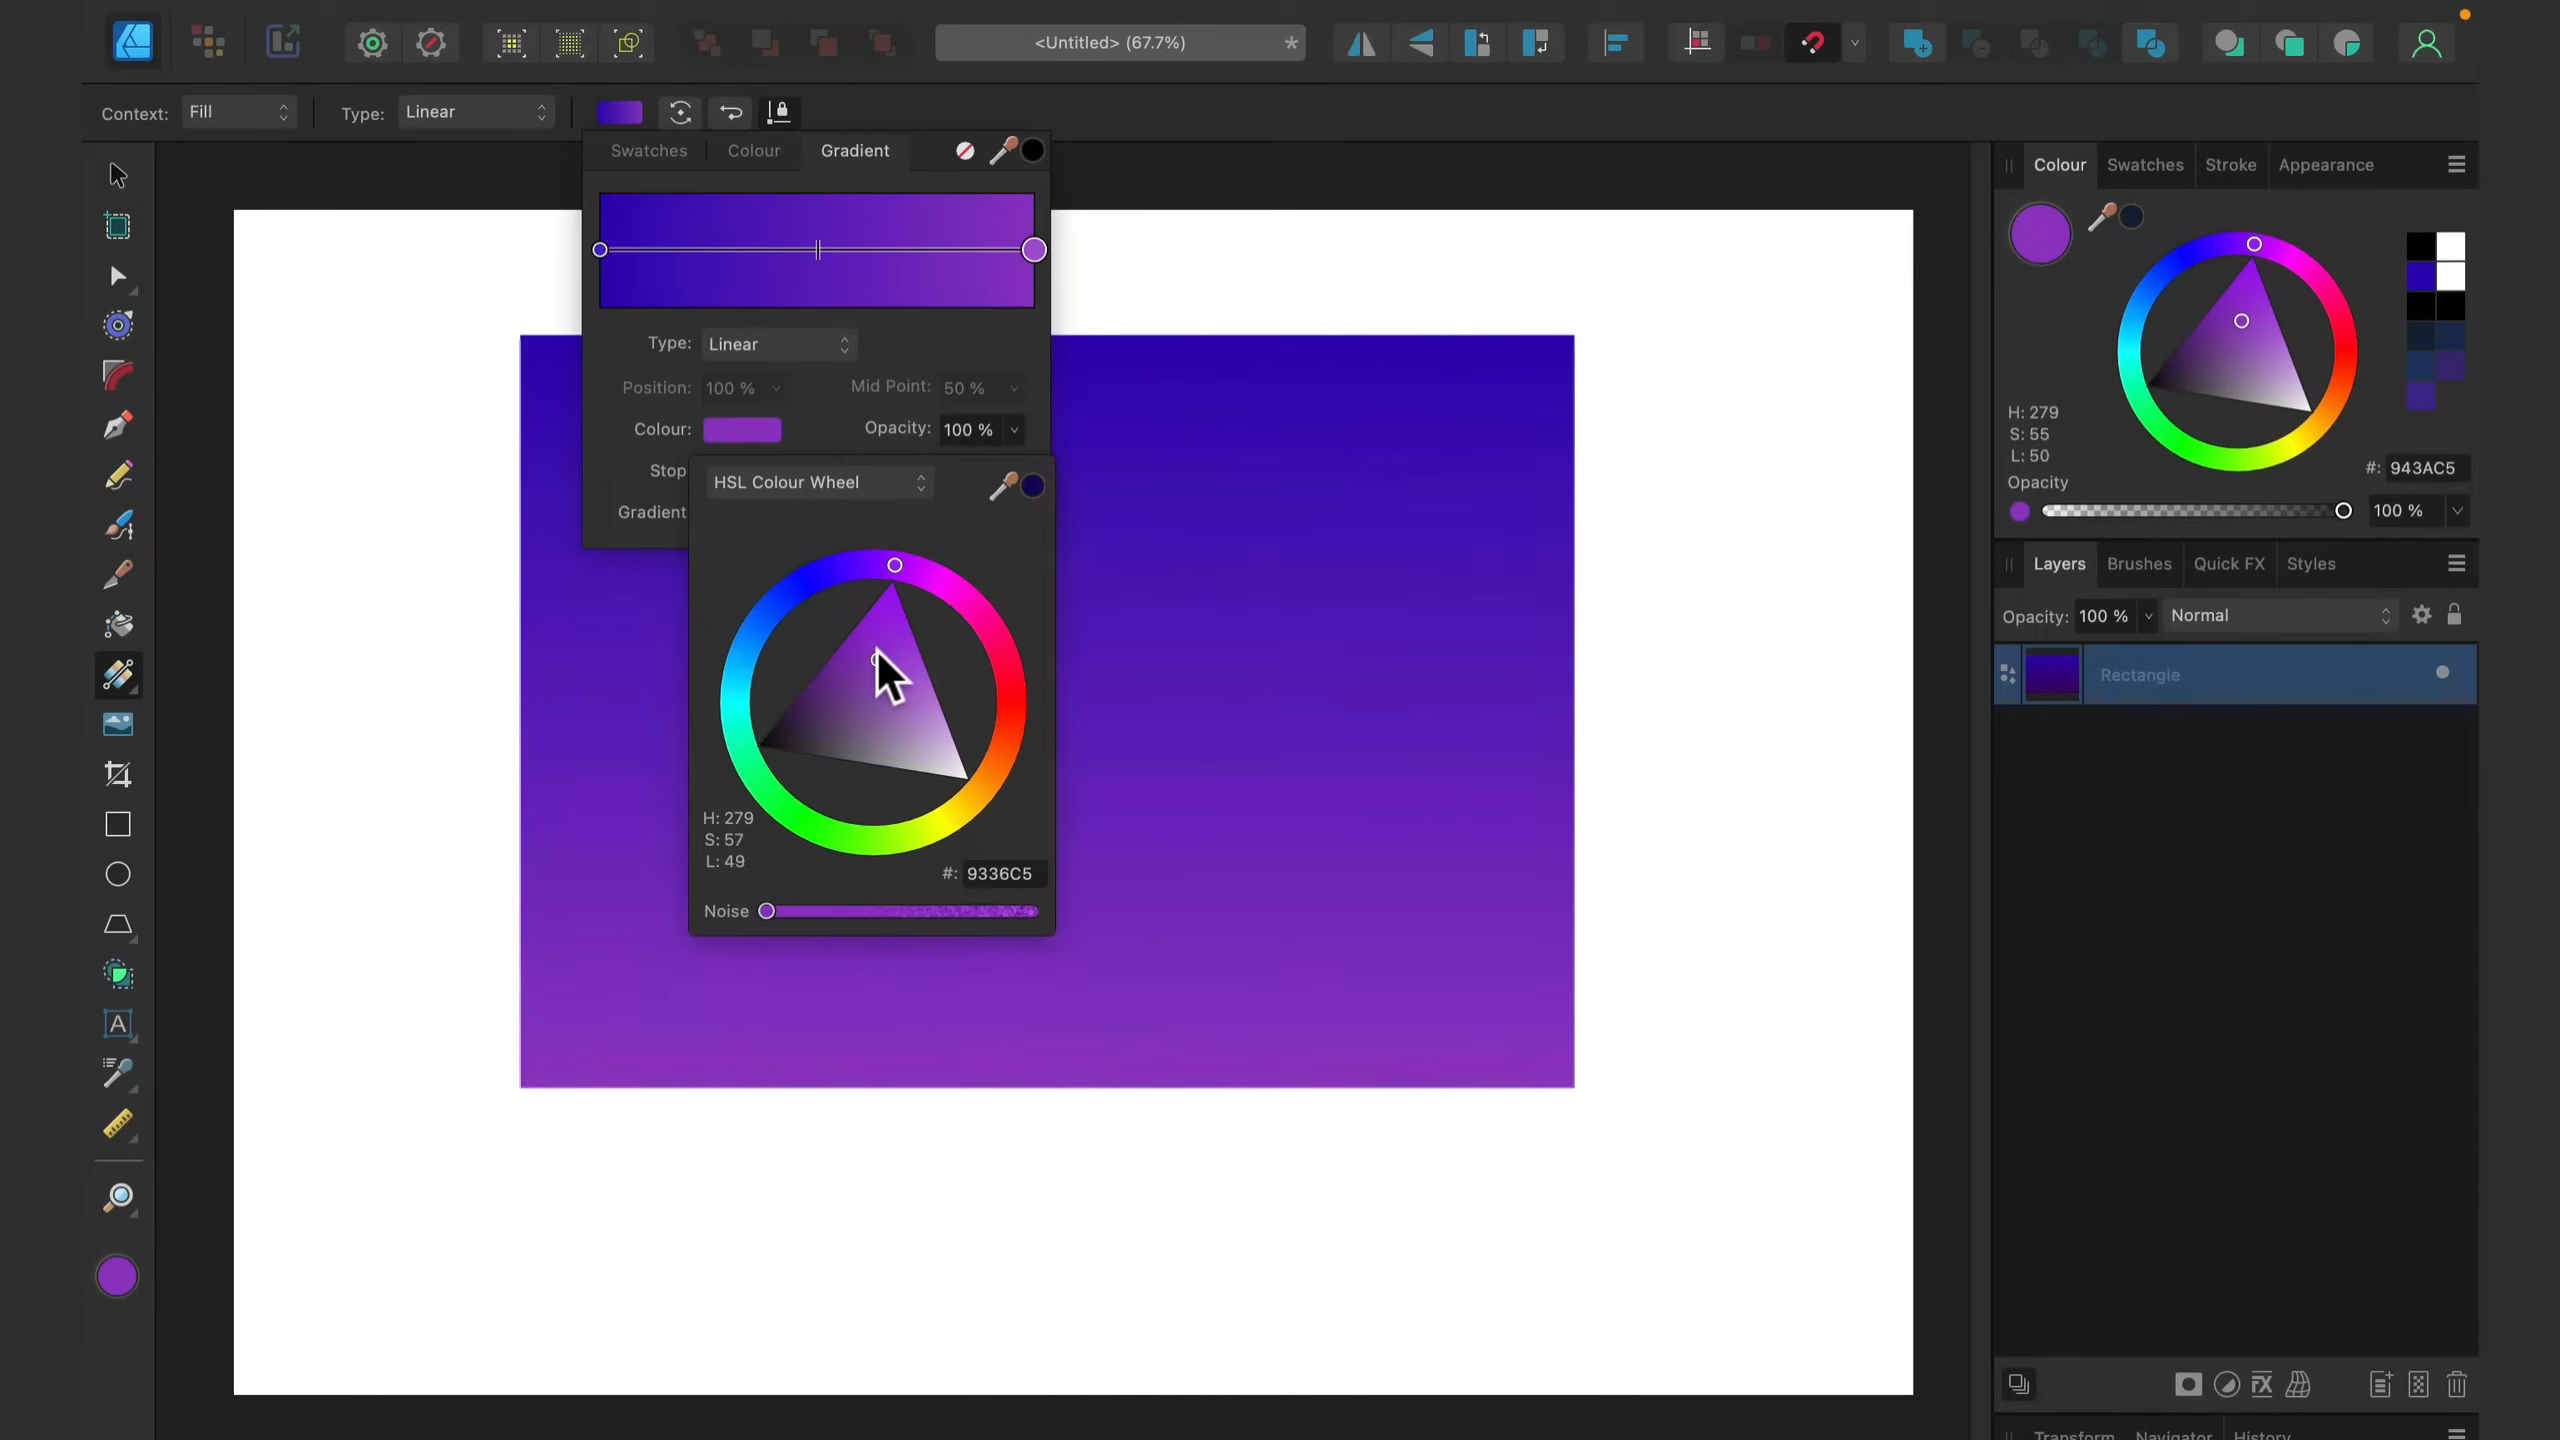 <Untitled> (67.7%)
*
Context: Fill
Type: Linear
Swatches
Colour
Gradient
Type: Linear
Position: 100 %
Mid Point: 50 %
Colour:
Opacity: 100 %
Stop
Gradient
HSL Colour Wheel
H: 279
S: 57
L: 49
#: 9336C5
Noise
A
Colour
Swatches
Stroke
Appearance
H: 279
S: 55
L: 50
#: 943AC5
Opacity
100 %
Layers
Brushes
Quick FX
Styles
Opacity: 100 %
Normal
Rectangle
FX
Transform
Navigator
History